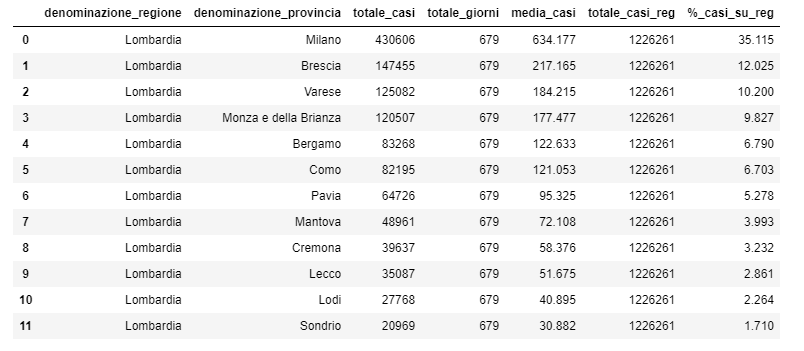 denominazione_regione denominazione_provincia totale_casi totale_giorni media_casi totale_casi_reg %_casi_su_reg
0 Lombardia Milano 430606 679 634.177 1226261 35.115
1 Lombardia Brescia 147455 679 217.165 1226261 12.025
2 Lombardia Varese 125082 679 184.215 1226261 10.200
3 Lombardia Monza e della Brianza 120507 679 177.477 1226261 9.827
4 Lombardia Bergamo 83268 679 122.633 1226261 6.790
5 Lombardia Como 82195 679 121.053 1226261 6.703
6 Lombardia Pavia 64726 679 95.325 1226261 5.278
7 Lombardia Mantova 48961 679 72.108 1226261 3.993
8 Lombardia Cremona 39637 679 58.376 1226261 3.232
9 Lombardia Lecco 35087 679 51.675 1226261 2.861
10 Lombardia Lodi 27768 679 40.895 1226261 2.264
11 Lombardia Sondrio 20969 679 30.882 1226261 1.710